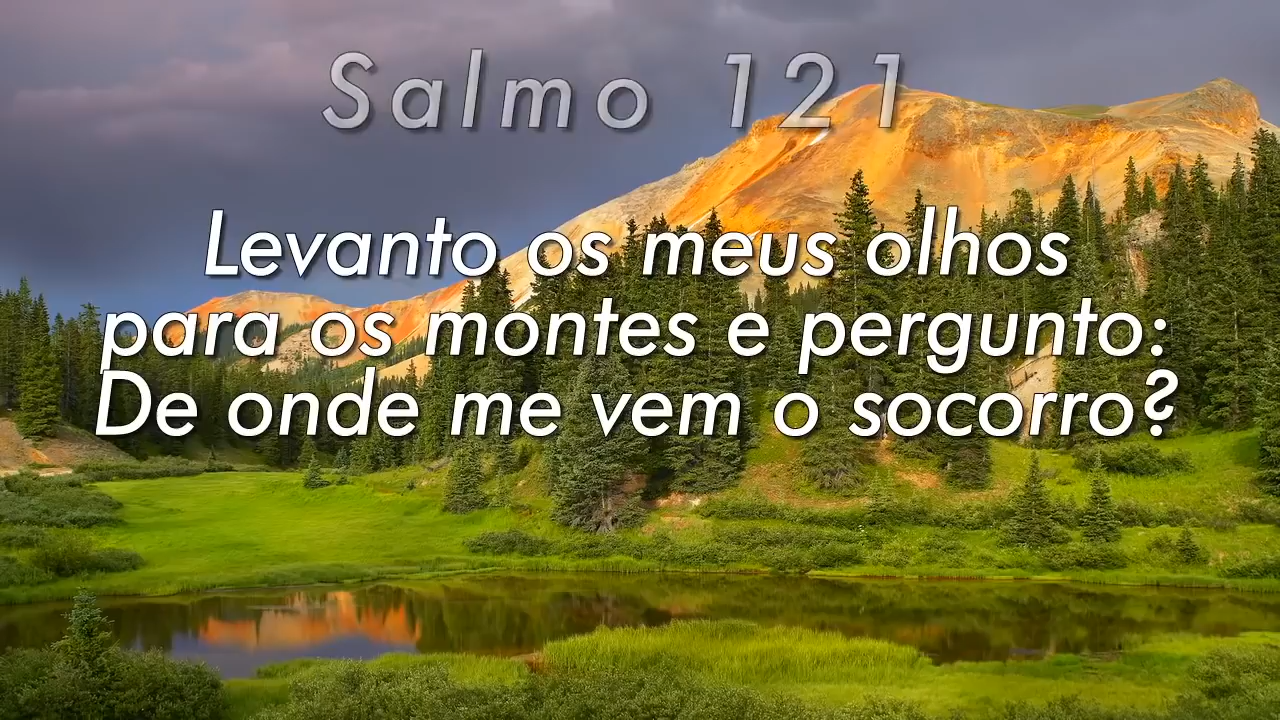 Salmo 121
Levanto os meus olhos
para os montes e pergunto:
De onde me vem o socorro?